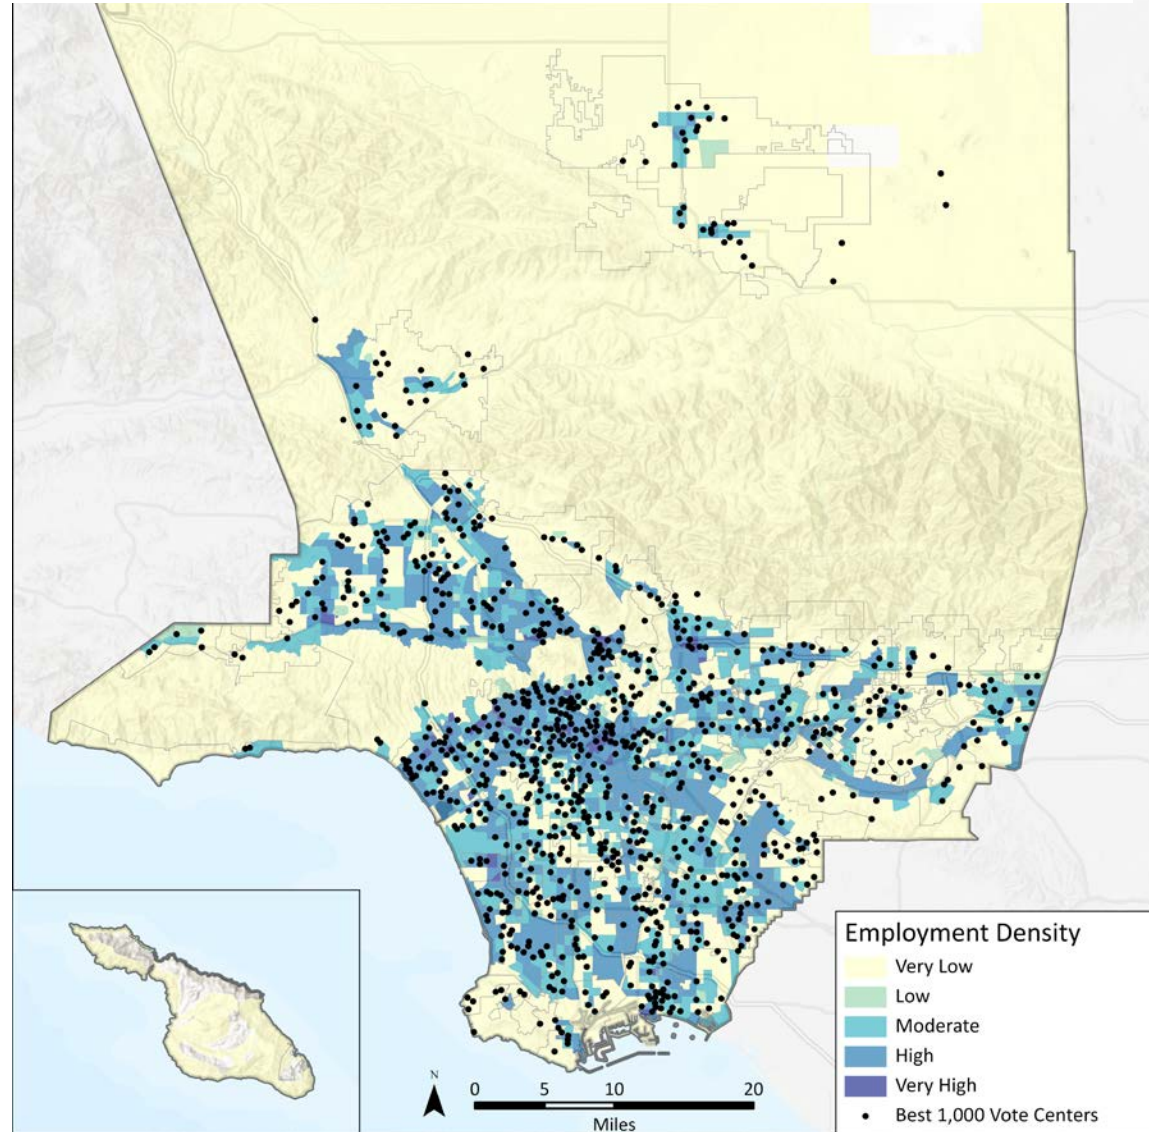 Employment Density
Very Low
Low
Moderate
High
Very High
Best 1,000 Vote Centers
N
0 5 10 20
Miles